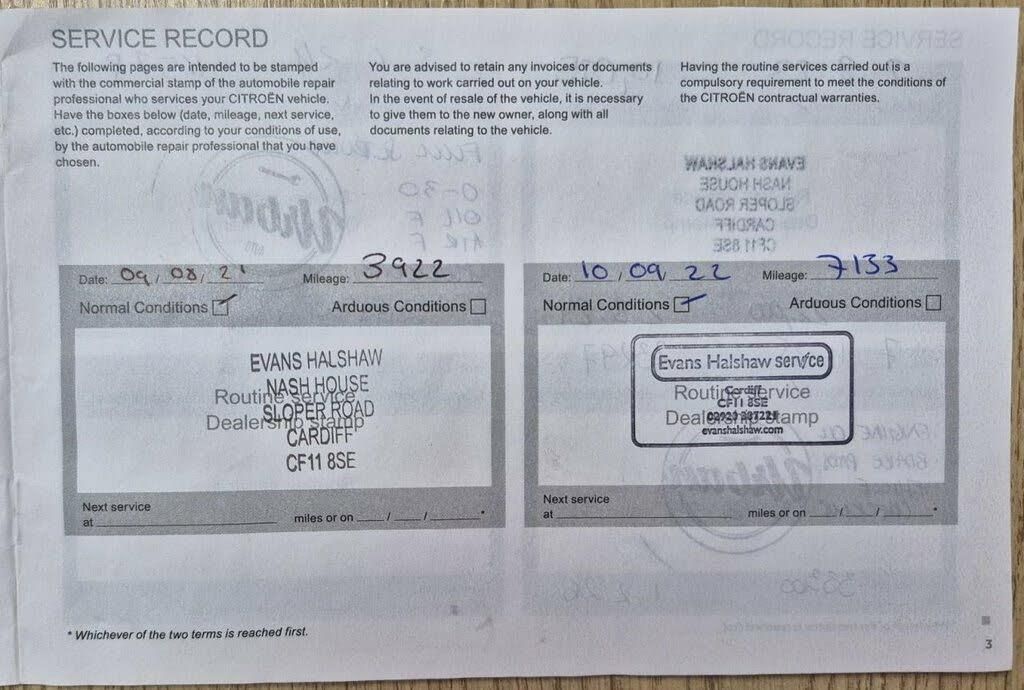 SERVICE RECORD
The following pages are intended to be stamped
with the commercial stamp of the automobile repair
professional who services your CITROËN vehicle.
Have the boxes below (date, mileage, next service,
etc.) completed, according to your conditions of use,
by the automobile repair professional that you have
chosen.
You are advised to retain any invoices or documents
relating to work carried out on your vehicle.
In the event of resale of the vehicle, it is necessary
to give them to the new owner, along with all
documents relating to the vehicle.
Having the routine services carried out is a
compulsory requirement to meet the conditions of
the CITROËN contractual warranties.
Date: 09/08/21 Mileage: 3922
Normal Conditions Arduous Conditions
EVANS HALSHAW
NASH HOUSE
Routine Service
SLOPER ROAD
Dealership stamp
CARDIFF
CF11 8SE
Next service
at miles or on / / *
Date: 10/09/22 Mileage: 7133
Normal Conditions Arduous Conditions
Evans Halshaw service
Routine Service
Cardiff
CF11 8SE
Dealership stamp
evanshalshaw.com
Next service
at miles or on / / *
* Whichever of the two terms is reached first.
3